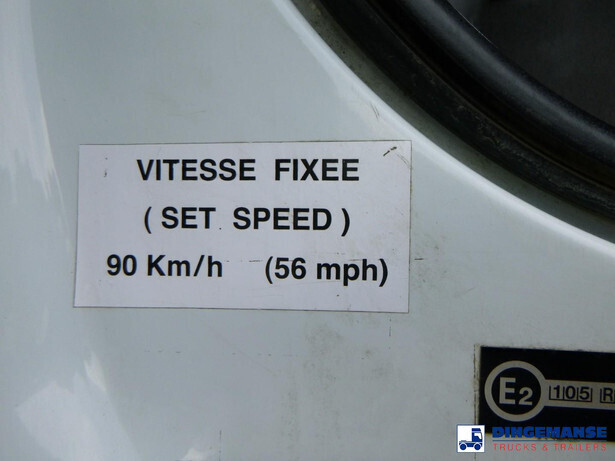 VITESSE FIXEE
( SET SPEED )
90 Km/h (56 mph)
E2 105 R
DINGEMANSE
TRUCKS & TRAILERS